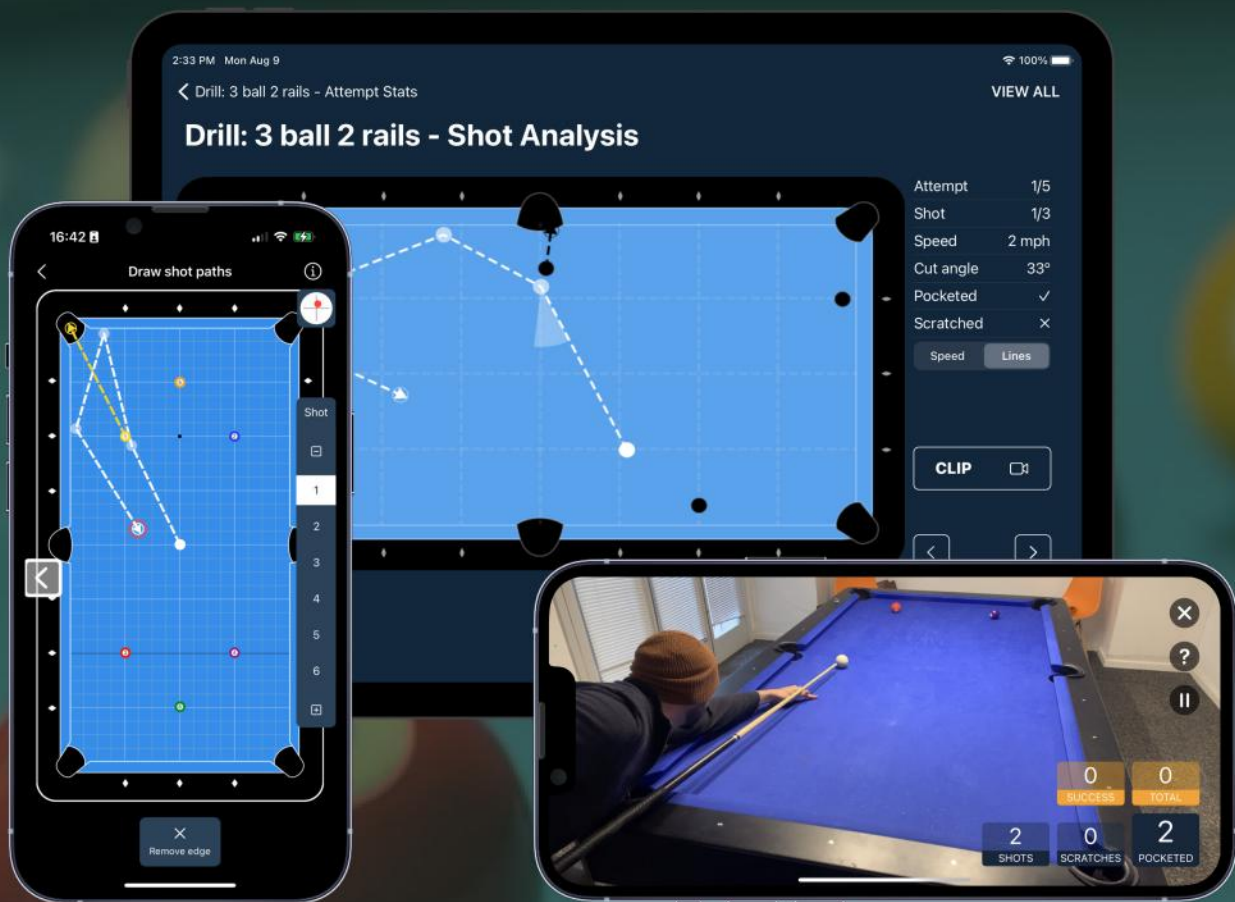 2:33 PM Mon Aug 9
100%
Drill: 3 ball 2 rails - Attempt Stats
VIEW ALL
Drill: 3 ball 2 rails - Shot Analysis
Attempt 1/5
Shot 1/3
Speed 2 mph
Cut angle 33°
Pocketed ✓
Scratched ×
Speed Lines
CLIP
16:42
Draw shot paths
Shot
1
2
3
4
5
6
Remove edge
?
0 SUCCESS
0 TOTAL
2 SHOTS
0 SCRATCHES
2 POCKETED